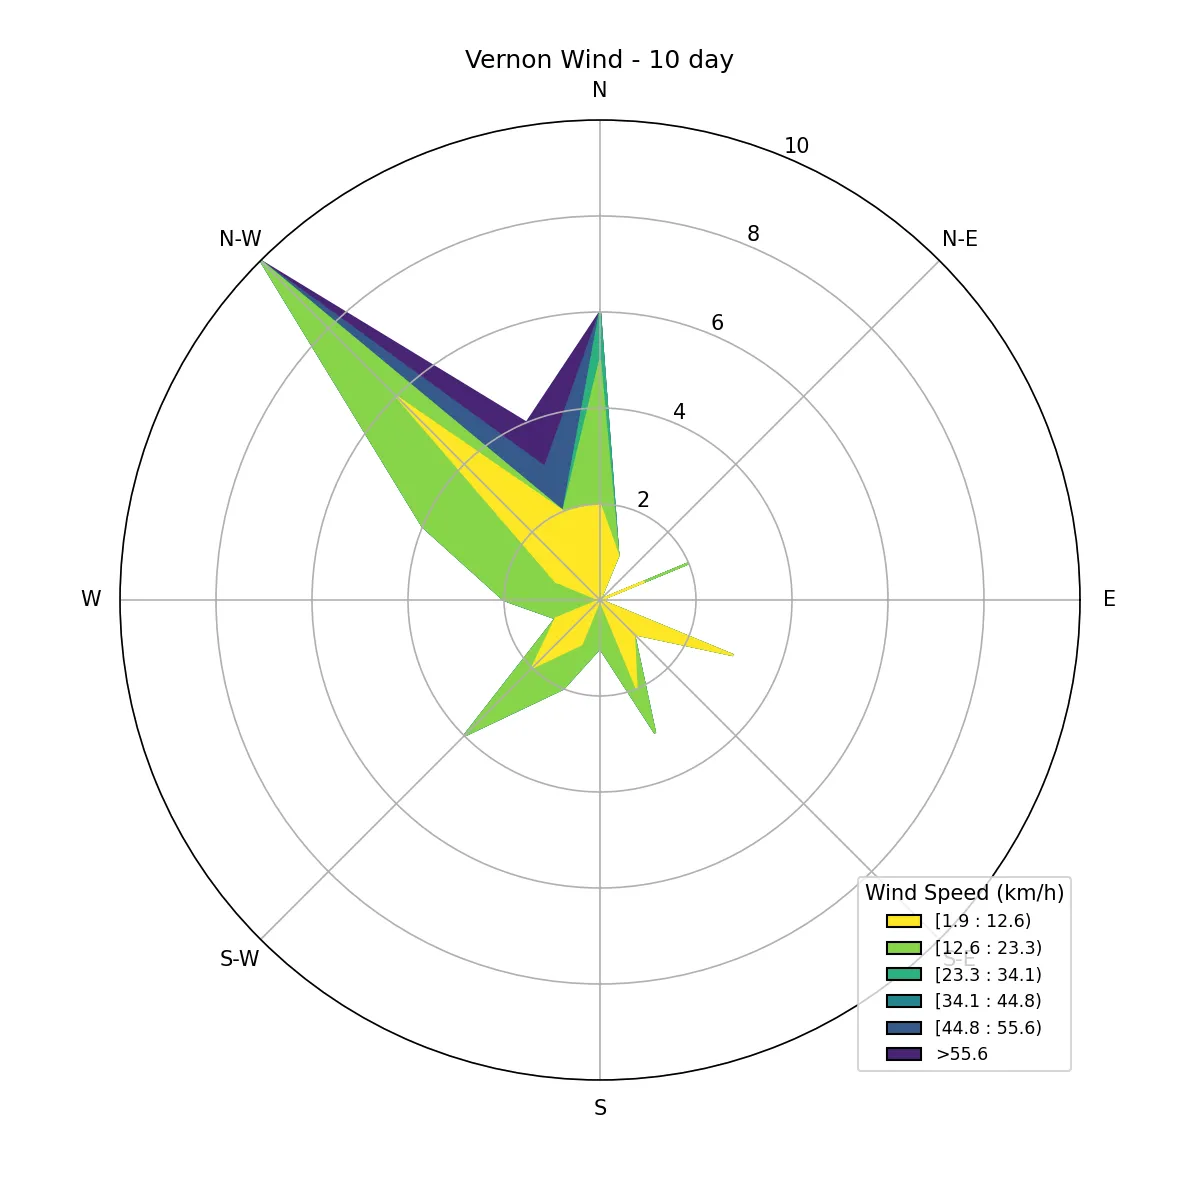 Vernon Wind - 10 day
N
10
N-W
N-E
8
6
4
2
W
E
Wind Speed (km/h)
[1.9 : 12.6)
[12.6 : 23.3)
S-W
S-E
[23.3 : 34.1)
[34.1 : 44.8)
[44.8 : 55.6)
>55.6
S